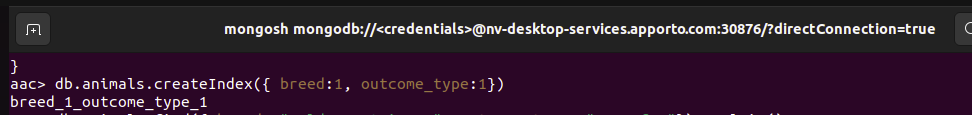 mongosh mongodb://<credentials>@nv-desktop-services.apporto.com:30876/?directConnection=true
}
aac> db.animals.createIndex({ breed:1, outcome_type:1})
breed_1_outcome_type_1